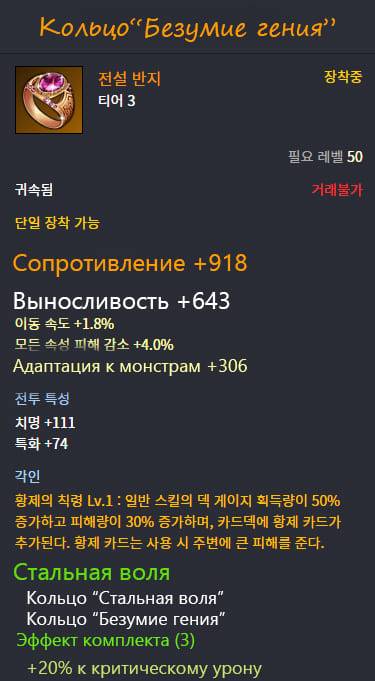 Кольцо“Безумие гения”
전설 반지
장착중
티어 3
필요 레벨 50
귀속됨
거래불가
단일 장착 가능
Сопротивление +918
Выносливость +643
이동 속도 +1.8%
모든 속성 피해 감소 +4.0%
Адаптация к монстрам +306
전투 특성
치명 +111
특화 +74
각인
황제의 칙령 Lv.1 : 일반 스킬의 덱 게이지 획득량이 50%
증가하고 피해량이 30% 증가하며, 카드덱에 황제 카드가
추가된다. 황제 카드는 사용 시 주변에 큰 피해를 준다.
Стальная воля
Кольцо “Стальная воля”
Кольцо “Безумие гения”
Эффект комплекта (3)
+20% к критическому урону